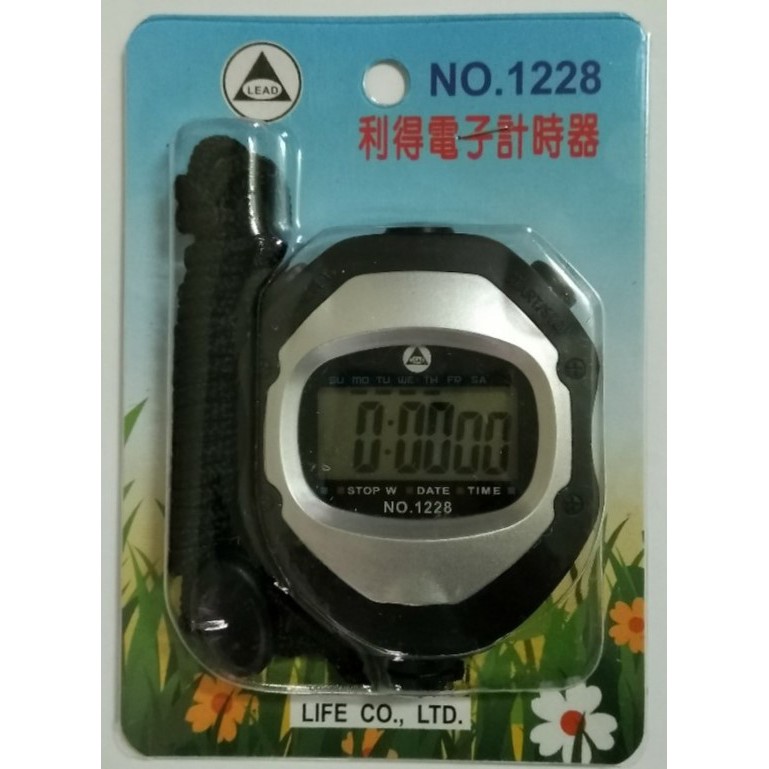 LEAD
NO.1228
利得電子計時器
SU MO TU WE TH FR SA
0:0000
STOP W DATE TIME
NO.1228
LIFE CO., LTD.